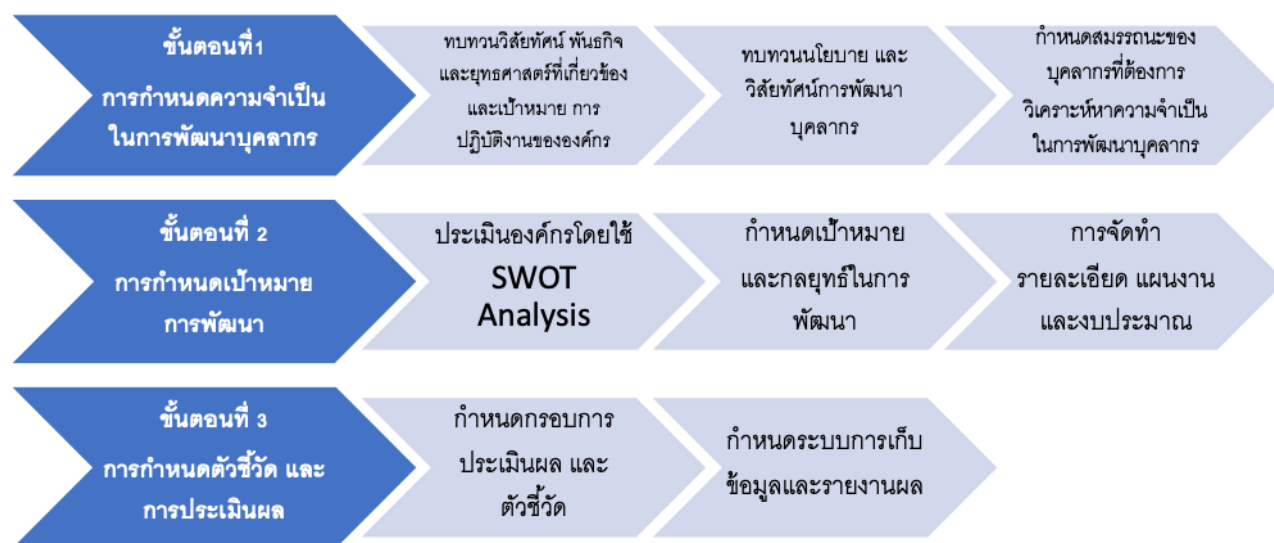 ขั้นตอนที่1
การกำหนดความจำเป็น
ในการพัฒนาบุคลากร
ทบทวนวิสัยทัศน์ พันธกิจ
และยุทธศาสตร์ที่เกี่ยวข้อง
และเป้าหมาย การ
ปฏิบัติงานขององค์กร
ทบทวนนโยบาย และ
วิสัยทัศน์การพัฒนา
บุคลากร
กำหนดสมรรถนะของ
บุคลากรที่ต้องการ
วิเคราะห์หาความจำเป็น
ในการพัฒนาบุคลากร
ขั้นตอนที่ 2
การกำหนดเป้าหมาย
การพัฒนา
ประเมินองค์กรโดยใช้
SWOT
Analysis
กำหนดเป้าหมาย
และกลยุทธ์ในการ
พัฒนา
การจัดทำ
รายละเอียด แผนงาน
และงบประมาณ
ขั้นตอนที่ 3
การกำหนดตัวชี้วัด และ
การประเมินผล
กำหนดกรอบการ
ประเมินผล และ
ตัวชี้วัด
กำหนดระบบการเก็บ
ข้อมูลและรายงานผล